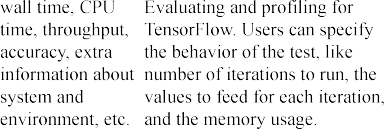 wall time, CPU
time, throughput,
accuracy, extra
information about
system and
environment, etc.
Evaluating and profiling for
TensorFlow. Users can specify
the behavior of the test, like
number of iterations to run, the
values to feed for each iteration,
and the memory usage.